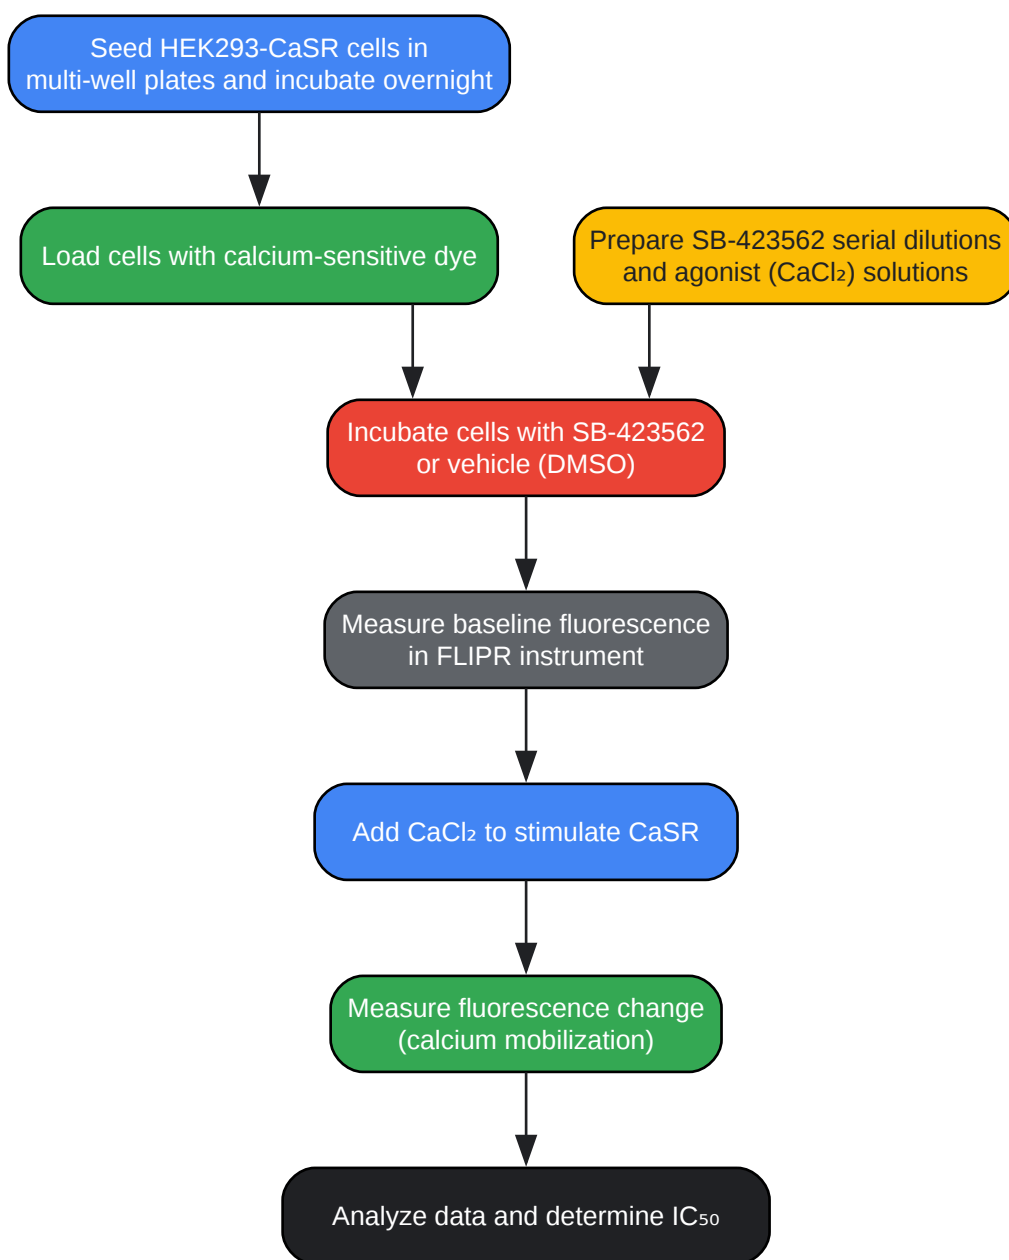 Seed HEK293-CaSR cells in
multi-well plates and incubate overnight
Load cells with calcium-sensitive dye
Prepare SB-423562 serial dilutions
and agonist (CaCl₂) solutions
Incubate cells with SB-423562
or vehicle (DMSO)
Measure baseline fluorescence
in FLIPR instrument
Add CaCl₂ to stimulate CaSR
Measure fluorescence change
(calcium mobilization)
Analyze data and determine IC₅₀